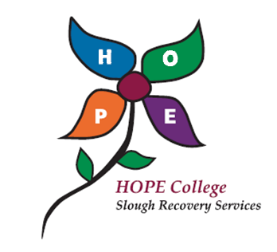 H O
P E
HOPE College
Slough Recovery Services